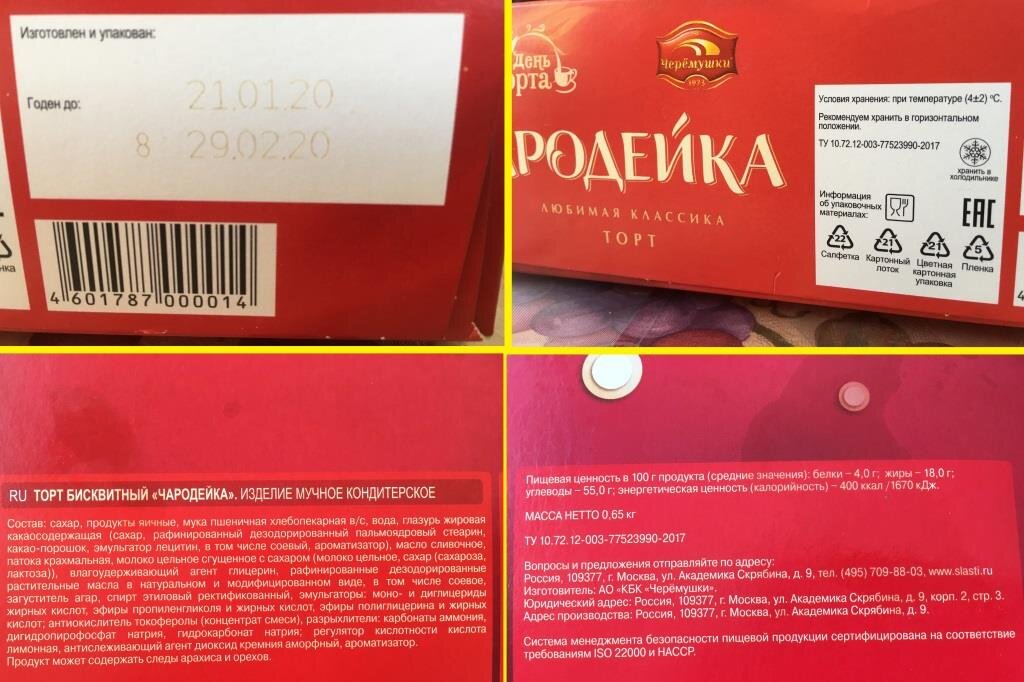 Изготовлен и упакован:
21.01.20
Годен до:
8 29.02.20
нка
4 601787 000014
День
орта
Черёмушки
1973
АРОДЕЙКА
ЛЮБИМАЯ КЛАССИКА
ТОРТ
Условия хранения: при температуре (4±2) ºС.
Рекомендуем хранить в горизонтальном
положении.
ТУ 10.72.12-003-77523990-2017
хранить в
холодильнике
Информация
об упаковочных
материалах:
EAC
22 21 21 5
Салфетка Картонный лоток Цветная картонная упаковка Пленка
RU ТОРТ БИСКВИТНЫЙ «ЧАРОДЕЙКА». ИЗДЕЛИЕ МУЧНОЕ КОНДИТЕРСКОЕ
Состав: сахар, продукты яичные, мука пшеничная хлебопекарная в/с, вода, глазурь жировая
какаосодержащая (сахар, рафинированный дезодорированный пальмоядровый стеарин,
какао-порошок, эмульгатор лецитин, в том числе соевый, ароматизатор), масло сливочное,
патока крахмальная, молоко цельное сгущенное с сахаром (молоко цельное, сахар (сахароза,
лактоза)), влагоудерживающий агент глицерин, рафинированные дезодорированные
растительные масла в натуральном и модифицированном виде, в том числе соевое,
загуститель агар, спирт этиловый ректификованный, эмульгаторы: моно- и диглицериды
жирных кислот, эфиры пропиленгликоля и жирных кислот, эфиры полиглицерина и жирных
кислот; антиокислитель токоферолы (концентрат смеси), разрыхлители: карбонаты аммония,
дигидропирофосфат натрия, гидрокарбонат натрия; регулятор кислотности кислота
лимонная, антислеживающий агент диоксид кремния аморфный, ароматизатор.
Продукт может содержать следы арахиса и орехов.
Пищевая ценность в 100 г продукта (средние значения): белки – 4,0 г; жиры – 18,0 г;
углеводы – 55,0 г; энергетическая ценность (калорийность) – 400 ккал /1670 кДж.
МАССА НЕТТО 0,65 кг
ТУ 10.72.12-003-77523990-2017
Вопросы и предложения отправляйте по адресу:
Россия, 109377, г. Москва, ул. Академика Скрябина, д. 9, тел. (495) 709-88-03, www.slasti.ru
Изготовитель: АО «КБК «Черёмушки».
Юридический адрес: Россия, 109377, г. Москва, ул. Академика Скрябина, д. 9, корп. 2, стр. 3.
Адрес производства: Россия, 109377, г. Москва, ул. Академика Скрябина, д. 9.
Система менеджмента безопасности пищевой продукции сертифицирована на соответствие
требованиям ISO 22000 и HACCP.